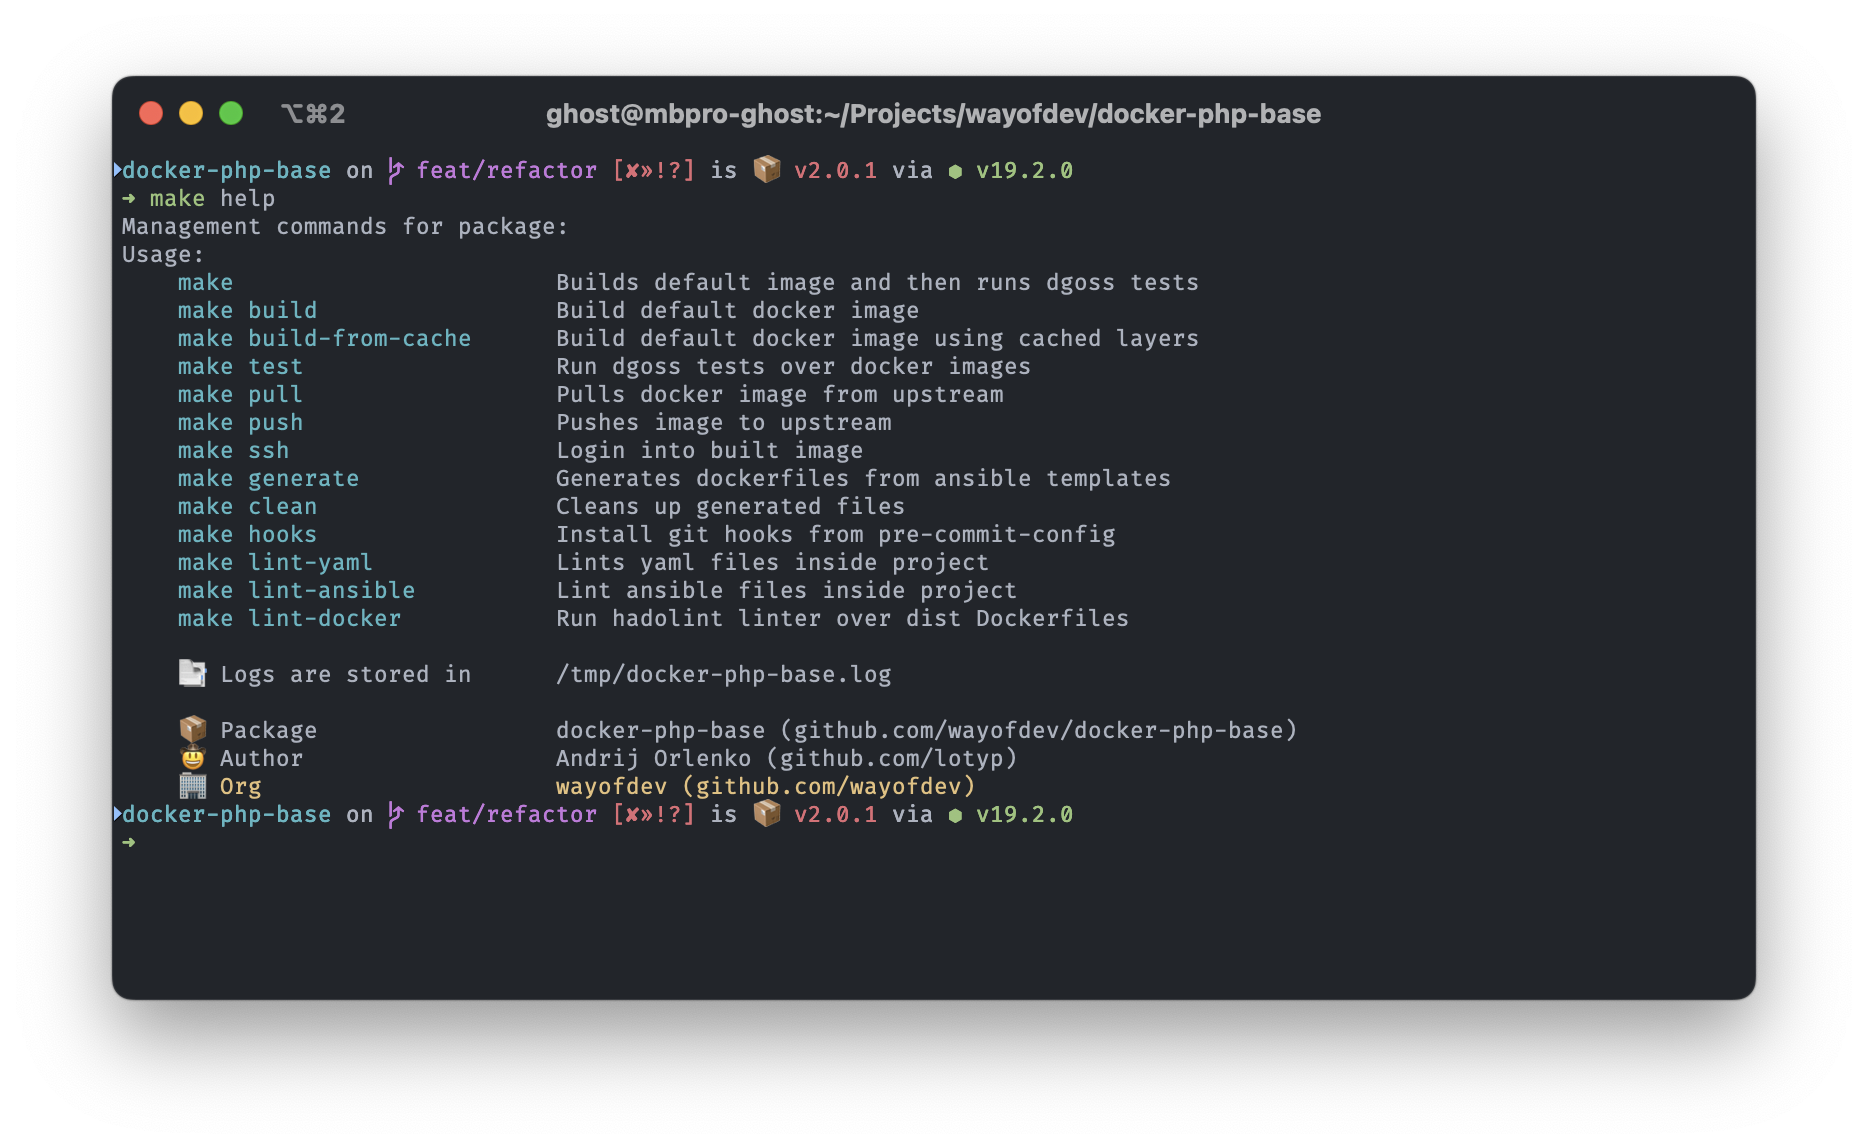 ⌥⌘2 ghost@mbpro-ghost:~/Projects/wayofdev/docker-php-base
docker-php-base on feat/refactor [✘»!?] is 📦 v2.0.1 via ⬢ v19.2.0
➜ make help
Management commands for package:
Usage:
make Builds default image and then runs dgoss tests
make build Build default docker image
make build-from-cache Build default docker image using cached layers
make test Run dgoss tests over docker images
make pull Pulls docker image from upstream
make push Pushes image to upstream
make ssh Login into built image
make generate Generates dockerfiles from ansible templates
make clean Cleans up generated files
make hooks Install git hooks from pre-commit-config
make lint-yaml Lints yaml files inside project
make lint-ansible Lint ansible files inside project
make lint-docker Run hadolint linter over dist Dockerfiles
📑 Logs are stored in /tmp/docker-php-base.log
📦 Package docker-php-base (github.com/wayofdev/docker-php-base)
🤠 Author Andrij Orlenko (github.com/lotyp)
🏢 Org wayofdev (github.com/wayofdev)
docker-php-base on feat/refactor [✘»!?] is 📦 v2.0.1 via ⬢ v19.2.0
➜